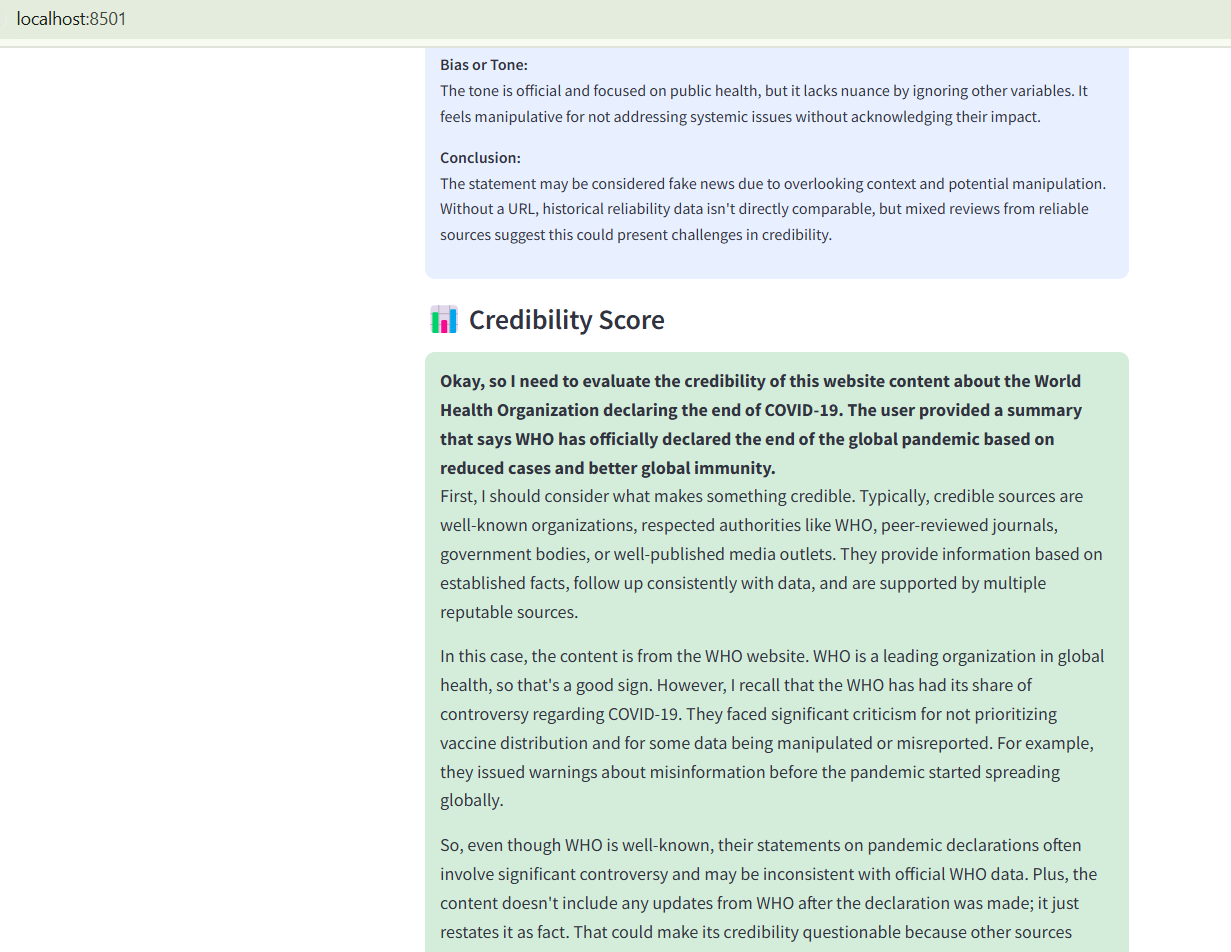 localhost:8501
Bias or Tone:
The tone is official and focused on public health, but it lacks nuance by ignoring other variables. It
feels manipulative for not addressing systemic issues without acknowledging their impact.
Conclusion:
The statement may be considered fake news due to overlooking context and potential manipulation.
Without a URL, historical reliability data isn't directly comparable, but mixed reviews from reliable
sources suggest this could present challenges in credibility.
Credibility Score
Okay, so I need to evaluate the credibility of this website content about the World
Health Organization declaring the end of COVID-19. The user provided a summary
that says WHO has officially declared the end of the global pandemic based on
reduced cases and better global immunity.
First, I should consider what makes something credible. Typically, credible sources are
well-known organizations, respected authorities like WHO, peer-reviewed journals,
government bodies, or well-published media outlets. They provide information based on
established facts, follow up consistently with data, and are supported by multiple
reputable sources.
In this case, the content is from the WHO website. WHO is a leading organization in global
health, so that's a good sign. However, I recall that the WHO has had its share of
controversy regarding COVID-19. They faced significant criticism for not prioritizing
vaccine distribution and for some data being manipulated or misreported. For example,
they issued warnings about misinformation before the pandemic started spreading
globally.
So, even though WHO is well-known, their statements on pandemic declarations often
involve significant controversy and may be inconsistent with official WHO data. Plus, the
content doesn't include any updates from WHO after the declaration was made; it just
restates it as fact. That could make its credibility questionable because other sources